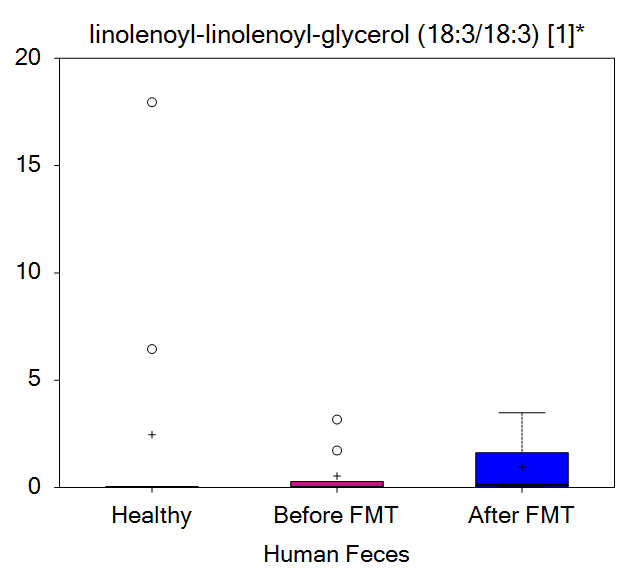 linolenoyl-linolenoyl-glycerol (18:3/18:3) [1]*
20
15
10
5
0
Healthy Before FMT After FMT
Human Feces